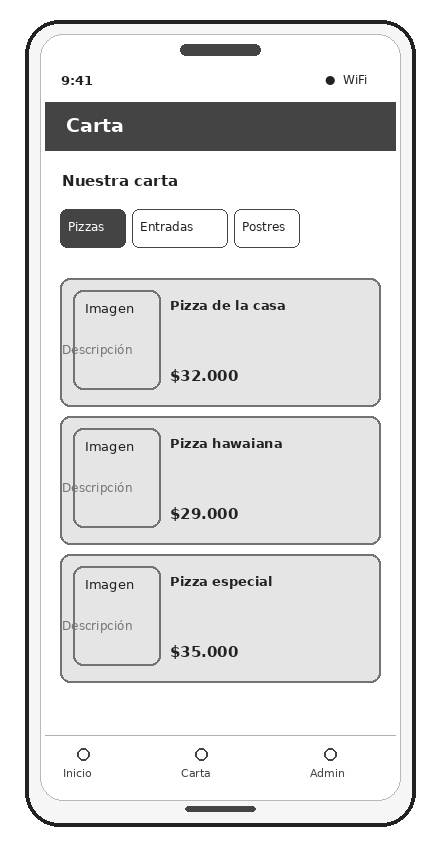 9:41 WiFi
Carta
Nuestra carta
Pizzas Entradas Postres
Imagen
Pizza de la casa
Descripción
$32.000
Imagen
Pizza hawaiana
Descripción
$29.000
Imagen
Pizza especial
Descripción
$35.000
Inicio Carta Admin